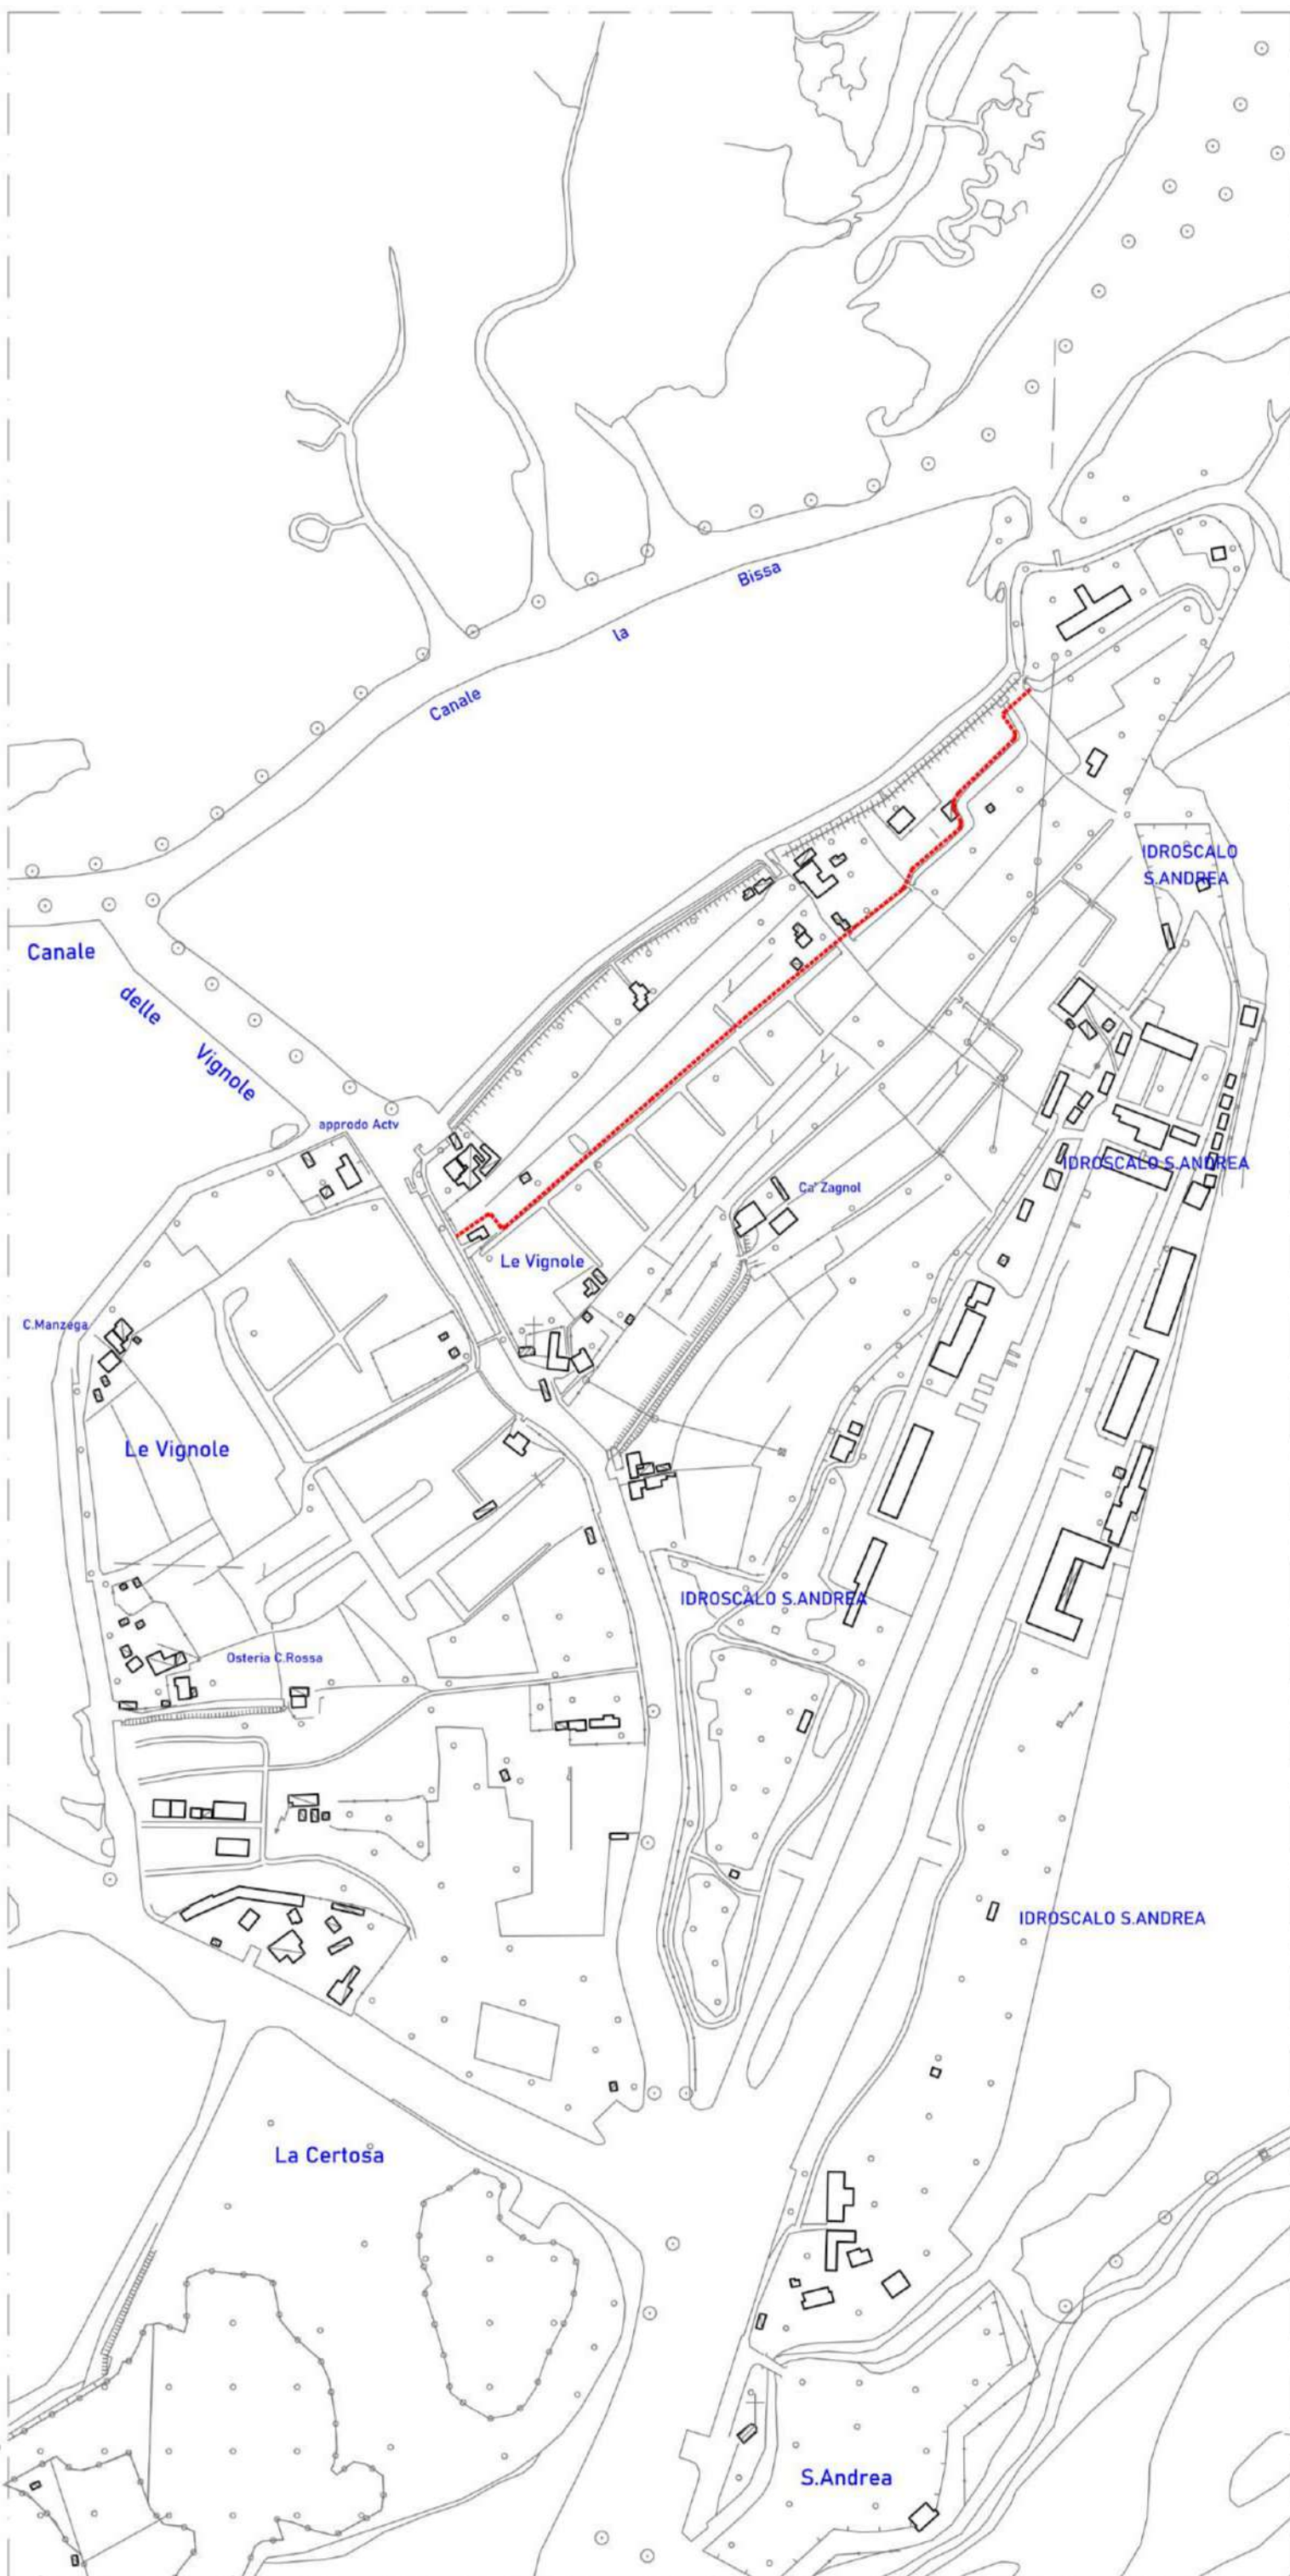 Bissa
la
Canale
IDROSCALO
S.ANDREA
Canale
delle
Vignole
approdo Actv
IDROSCALO S.ANDREA
Ca' Zagnol
Le Vignole
C.Manzega
Le Vignole
IDROSCALO S.ANDREA
Osteria C.Rossa
IDROSCALO S.ANDREA
La Certosa
S.Andrea